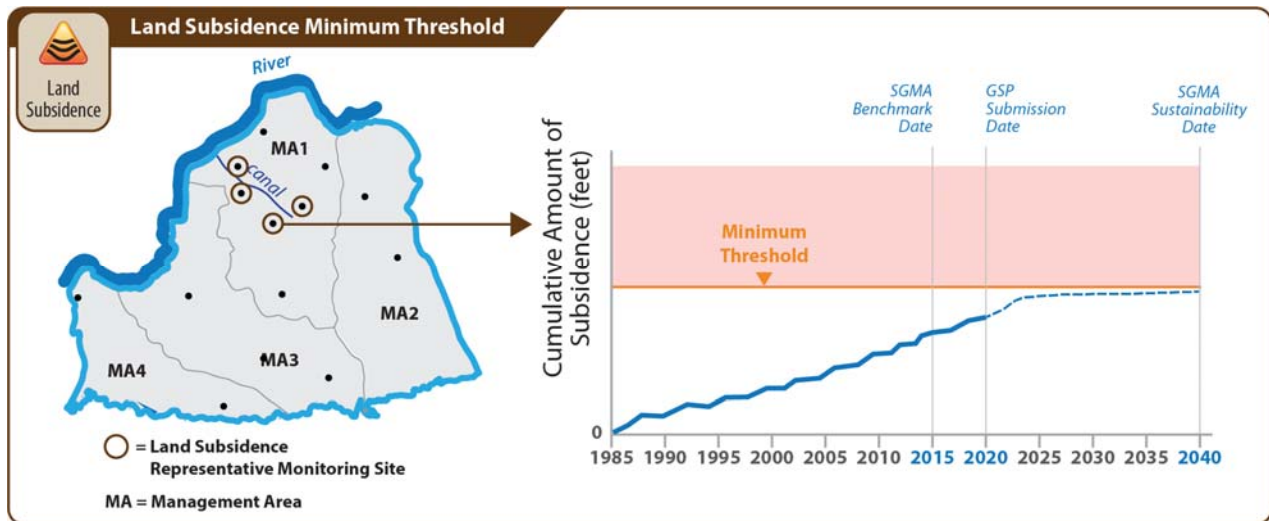 Land Subsidence Minimum Threshold
Land
Subsidence
River
MA1
canal
MA2
MA3
MA4
= Land Subsidence
Representative Monitoring Site
MA = Management Area
Cumulative Amount of
Subsidence (feet)
SGMA
Benchmark
Date
GSP
Submission
Date
SGMA
Sustainability
Date
Minimum
Threshold
0
1985 1990 1995 2000 2005 2010 2015 2020 2025 2030 2035 2040